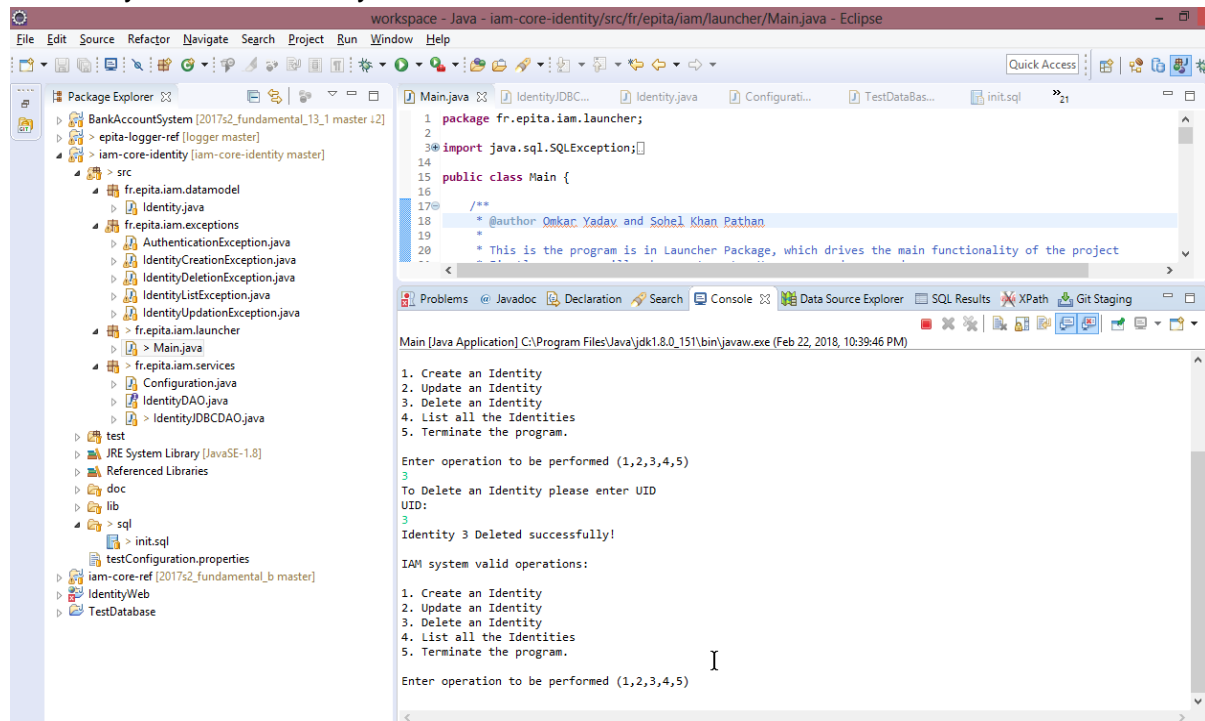 workspace - Java - iam-core-identity/src/fr/epita/iam/launcher/Main.java - Eclipse
File Edit Source Refactor Navigate Search Project Run Window Help
Quick Access
Package Explorer
BankAccountSystem [2017s2_fundamental_13_1 master ↓2]
> epita-logger-ref [logger master]
> iam-core-identity [iam-core-identity master]
> src
fr.epita.iam.datamodel
Identity.java
fr.epita.iam.exceptions
AuthenticationException.java
IdentityCreationException.java
IdentityDeletionException.java
IdentityListException.java
IdentityUpdationException.java
> fr.epita.iam.launcher
> Main.java
> fr.epita.iam.services
Configuration.java
IdentityDAO.java
> IdentityJDBCDAO.java
test
JRE System Library [JavaSE-1.8]
Referenced Libraries
doc
lib
> sql
> init.sql
testConfiguration.properties
iam-core-ref [2017s2_fundamental_b master]
IdentityWeb
TestDatabase
Main.java IdentityJDBC... Identity.java Configurati... TestDataBas... init.sql »21
1 package fr.epita.iam.launcher;
2
3 import java.sql.SQLException;
14
15 public class Main {
16
17 /**
18 * @author Omkar Yadav and Sohel Khan Pathan
19 *
20 * This is the program is in Launcher Package, which drives the main functionality of the project
Problems @ Javadoc Declaration Search Console Data Source Explorer SQL Results XPath Git Staging
Main [Java Application] C:\Program Files\Java\jdk1.8.0_151\bin\javaw.exe (Feb 22, 2018, 10:39:46 PM)
1. Create an Identity
2. Update an Identity
3. Delete an Identity
4. List all the Identities
5. Terminate the program.
Enter operation to be performed (1,2,3,4,5)
3
To Delete an Identity please enter UID
UID:
3
Identity 3 Deleted successfully!
IAM system valid operations:
1. Create an Identity
2. Update an Identity
3. Delete an Identity
4. List all the Identities
5. Terminate the program.
Enter operation to be performed (1,2,3,4,5)